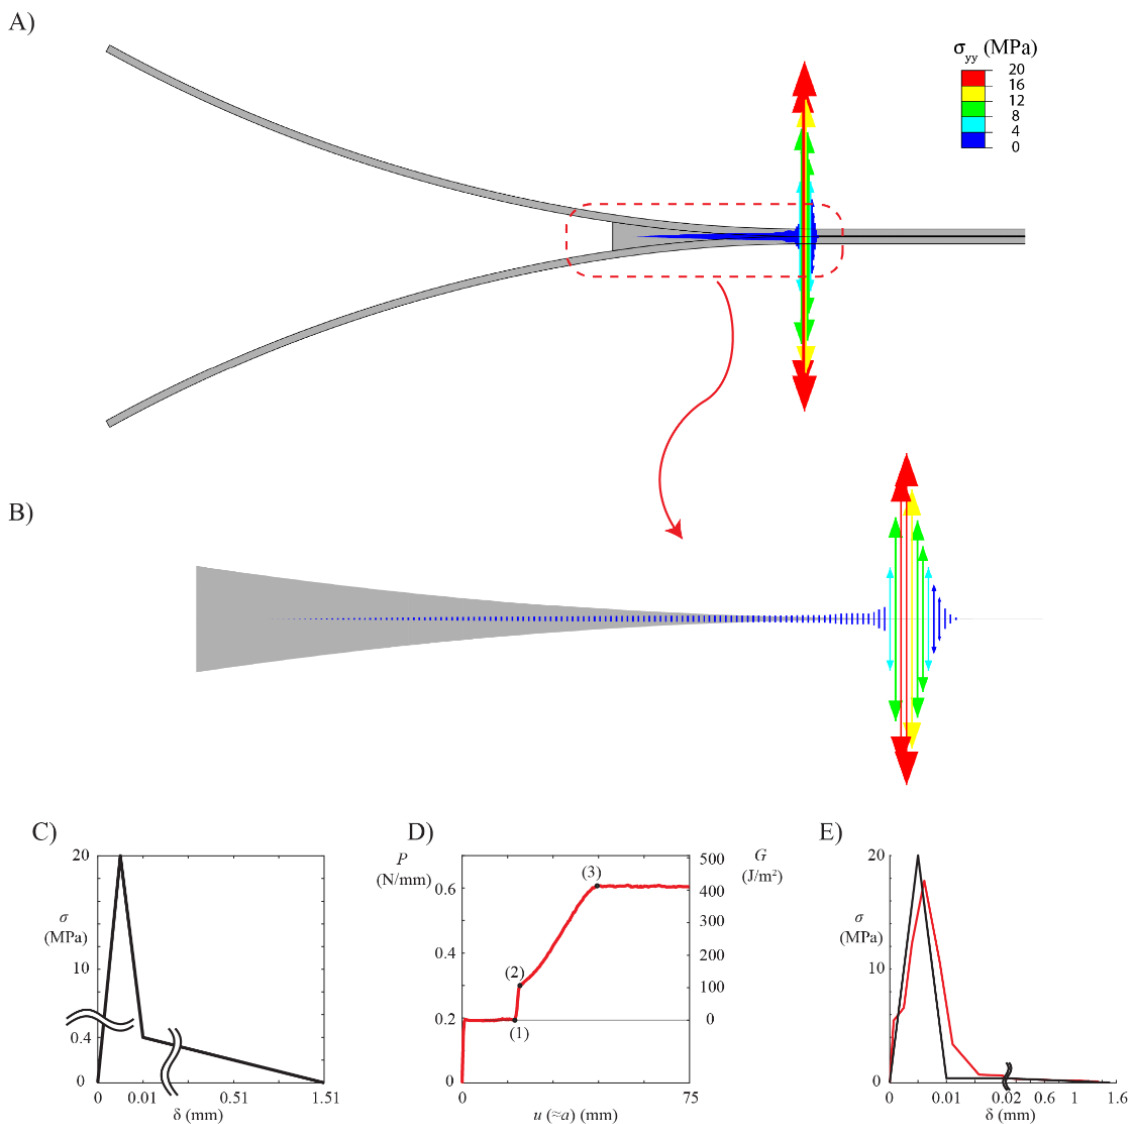 A)
σyy (MPa)
20
16
12
8
4
0
B)
C)
σ
(MPa)
20
10
0.4
0
0
0.01
0.51
1.51
δ (mm)
D)
P
(N/mm)
0.6
0.4
0.2
0
(1)
(2)
(3)
G
(J/m²)
500
400
300
200
100
0
0
75
u (≈a) (mm)
E)
σ
(MPa)
20
10
0
0
0.01
0.02
0.6
1
1.6
δ (mm)